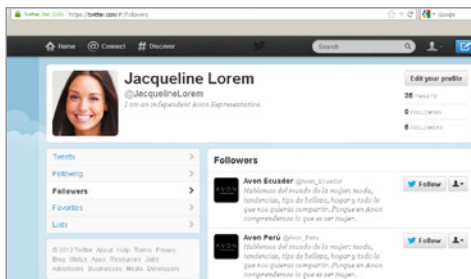 Twitter, Inc. (US) https://twitter.com/#!/followers
Google
Home @ Connect # Discover
Search
Jacqueline Lorem
@JacquelineLorem
I am an independent Avon Representative.
Edit your profile
TWEETS
0 FOLLOWING
FOLLOWERS
Tweets
Following
Followers
Favorites
Lists
© 2012 Twitter About Help Terms Privacy
Blog Status Apps Resources Jobs
Advertisers Businesses Media Developers
Followers
AVON
Avon Ecuador @Avon_Ecuador
Hablemos del mundo de la mujer: moda,
tendencias, tips de belleza, hogar y todo lo
que nos quieras compartir. Porque en Avon
comprendemos lo que es ser mujer.
Follow
AVON
Avon Perú @Avon_Peru
Hablemos del mundo de la mujer: moda,
tendencias, tips de belleza, hogar y todo lo
que nos quieras compartir. Porque en Avon
comprendemos lo que es ser mujer.
Follow